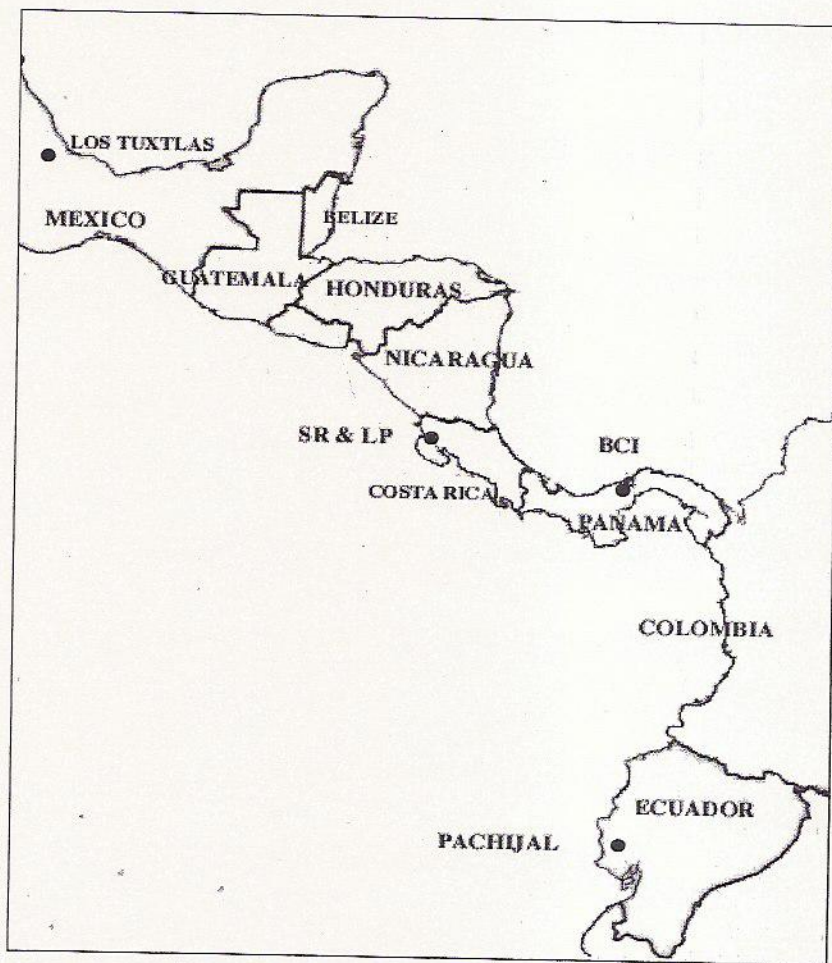 LOS TUXTLAS
MEXICO
BELIZE
GUATEMALA
HONDURAS
NICARAGUA
SR & LP
BCI
COSTA RICA
PANAMA
COLOMBIA
ECUADOR
PACHIJAL